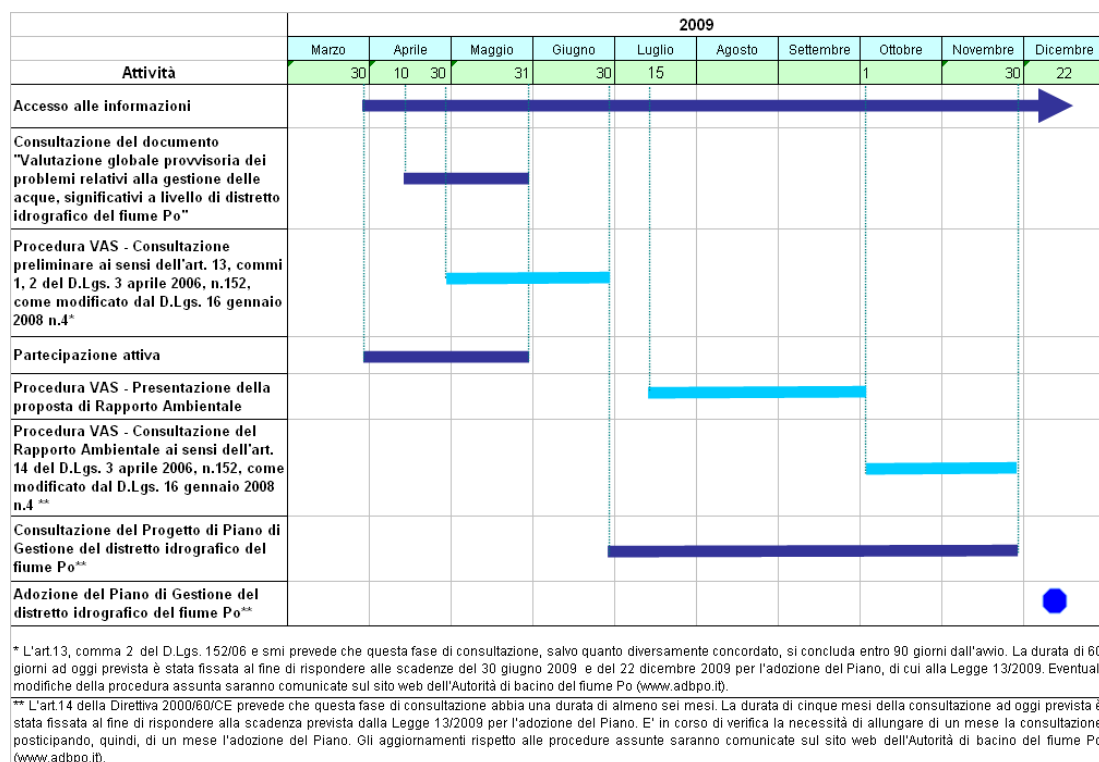 2009
Marzo Aprile Maggio Giugno Luglio Agosto Settembre Ottobre Novembre Dicembre
Attività 30 10 30 31 30 15 1 30 22
Accesso alle informazioni
Consultazione del documento
"Valutazione globale provvisoria dei
problemi relativi alla gestione delle
acque, significativi a livello di distretto
idrografico del fiume Po"
Procedura VAS - Consultazione
preliminare ai sensi dell'art. 13, commi
1, 2 del D.Lgs. 3 aprile 2006, n.152,
come modificato dal D.Lgs. 16 gennaio
2008 n.4*
Partecipazione attiva
Procedura VAS - Presentazione della
proposta di Rapporto Ambientale
Procedura VAS - Consultazione del
Rapporto Ambientale ai sensi dell'art.
14 del D.Lgs. 3 aprile 2006, n.152, come
modificato dal D.Lgs. 16 gennaio 2008
n.4 **
Consultazione del Progetto di Piano di
Gestione del distretto idrografico del
fiume Po**
Adozione del Piano di Gestione del
distretto idrografico del fiume Po**
* L'art.13, comma 2 del D.Lgs. 152/06 e smi prevede che questa fase di consultazione, salvo quanto diversamente concordato, si concluda entro 90 giorni dall'avvio. La durata di 60
giorni ad oggi prevista è stata fissata al fine di rispondere alle scadenze del 30 giugno 2009 e del 22 dicembre 2009 per l'adozione del Piano, di cui alla Legge 13/2009. Eventuali
modifiche della procedura assunta saranno comunicate sul sito web dell'Autorità di bacino del fiume Po (www.adbpo.it).
** L'art.14 della Direttiva 2000/60/CE prevede che questa fase di consultazione abbia una durata di almeno sei mesi. La durata di cinque mesi della consultazione ad oggi prevista è
stata fissata al fine di rispondere alla scadenza prevista dalla Legge 13/2009 per l'adozione del Piano. E' in corso di verifica la necessità di allungare di un mese la consultazione
posticipando, quindi, di un mese l'adozione del Piano. Gli aggiornamenti rispetto alle procedure assunte saranno comunicate sul sito web dell'Autorità di bacino del fiume Po
(www.adbpo.it).